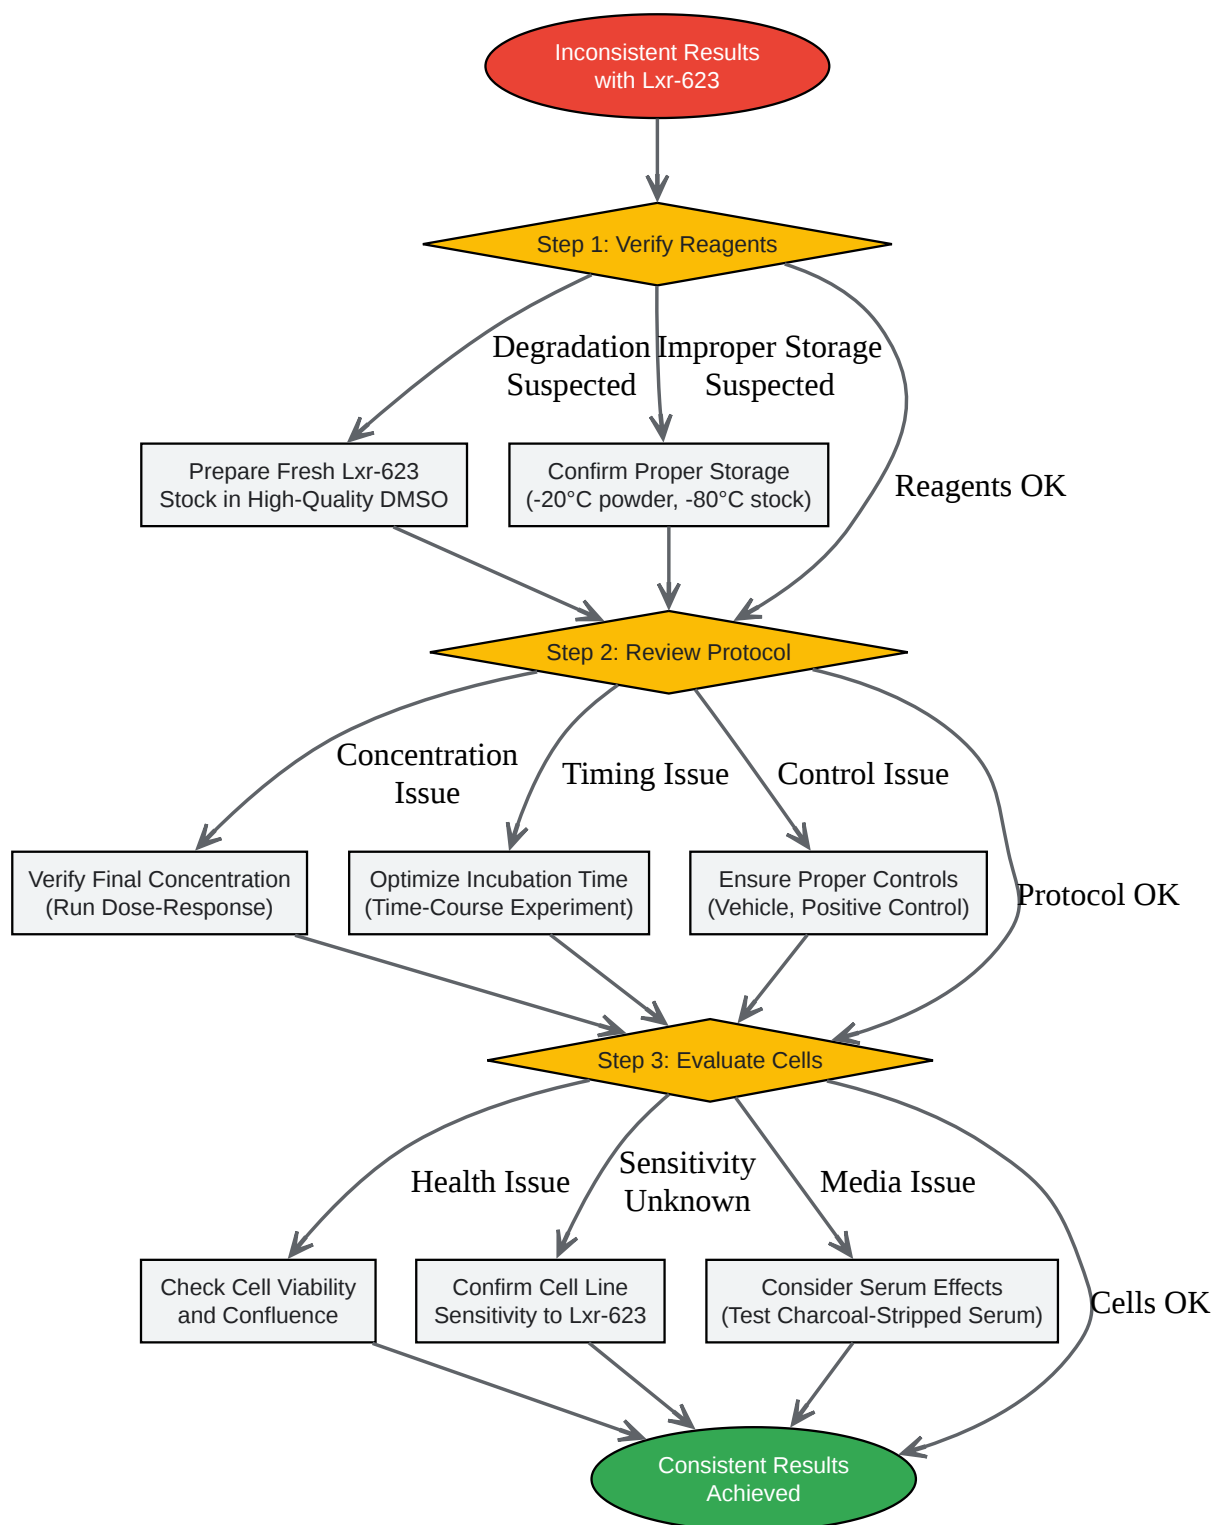 Inconsistent Results
with Lxr-623
Step 1: Verify Reagents
Degradation
Suspected
Improper Storage
Suspected
Reagents OK
Prepare Fresh Lxr-623
Stock in High-Quality DMSO
Confirm Proper Storage
(-20°C powder, -80°C stock)
Step 2: Review Protocol
Concentration
Issue
Timing Issue
Control Issue
Protocol OK
Verify Final Concentration
(Run Dose-Response)
Optimize Incubation Time
(Time-Course Experiment)
Ensure Proper Controls
(Vehicle, Positive Control)
Step 3: Evaluate Cells
Health Issue
Sensitivity
Unknown
Media Issue
Cells OK
Check Cell Viability
and Confluence
Confirm Cell Line
Sensitivity to Lxr-623
Consider Serum Effects
(Test Charcoal-Stripped Serum)
Consistent Results
Achieved